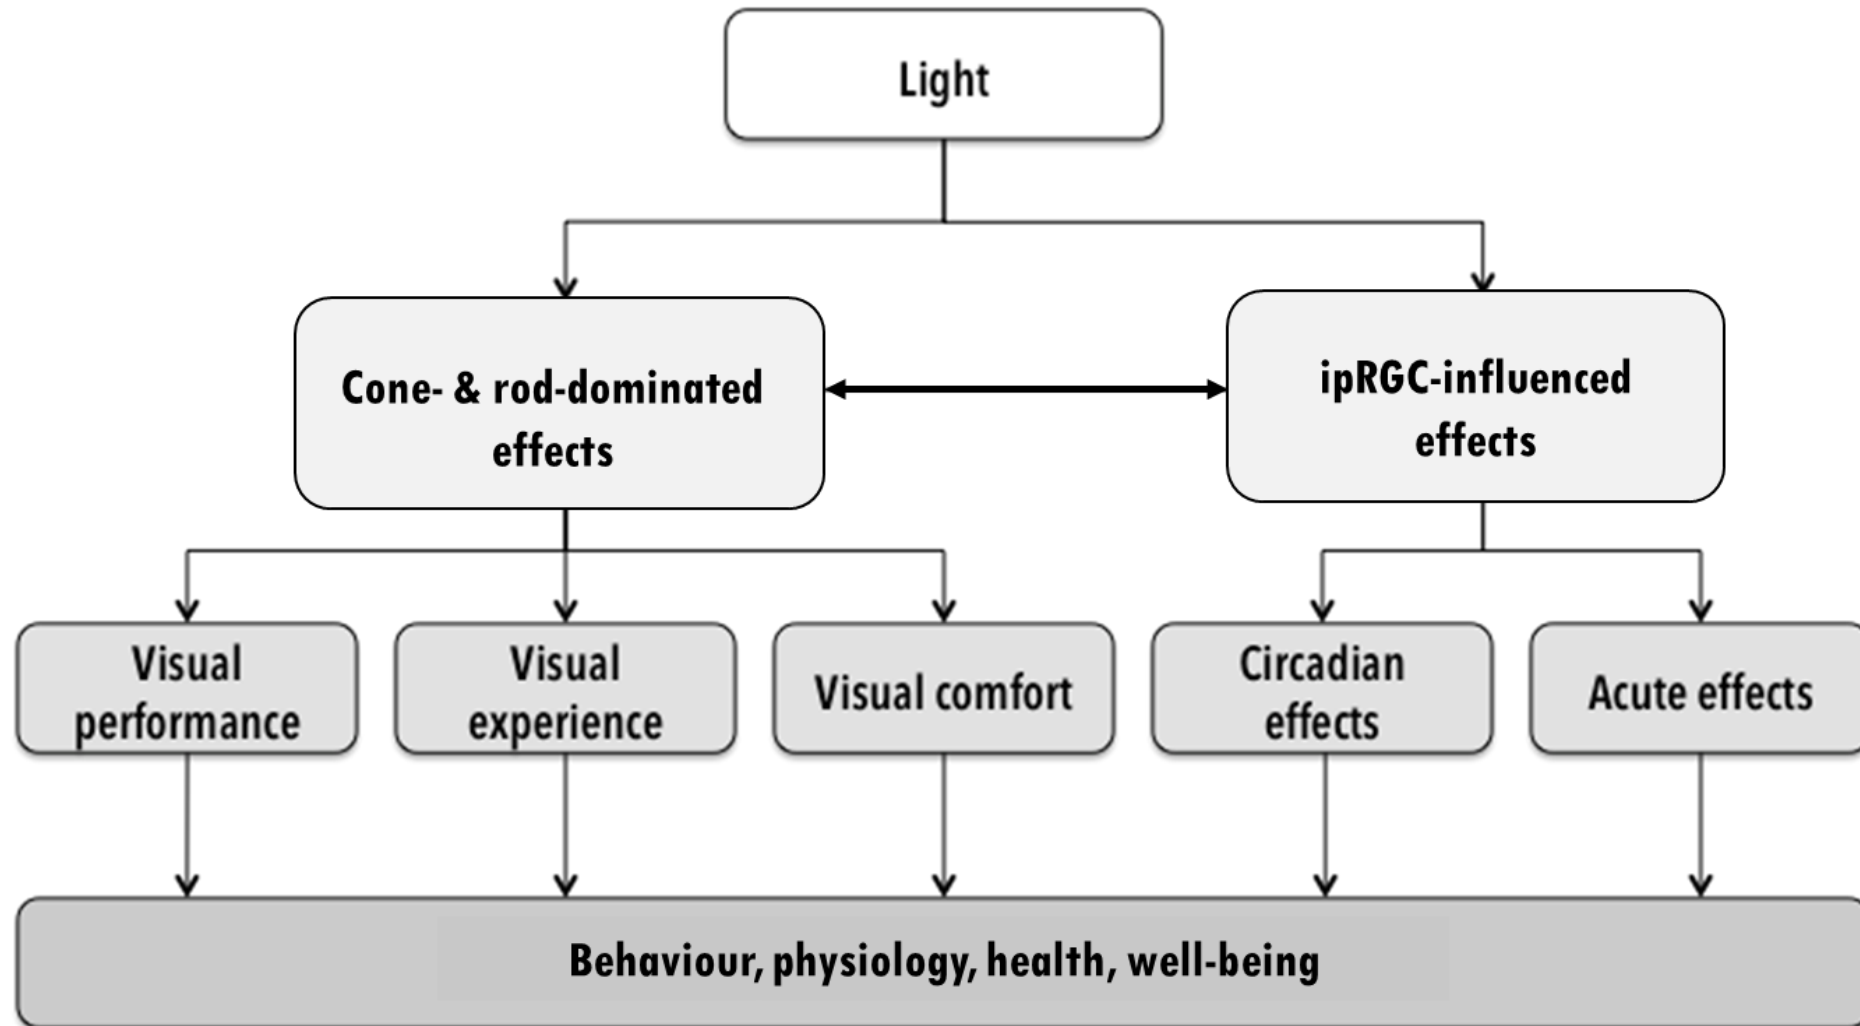 Light
Cone- & rod-dominated
effects
ipRGC-influenced
effects
Visual
performance
Visual
experience
Visual comfort
Circadian
effects
Acute effects
Behaviour, physiology, health, well-being